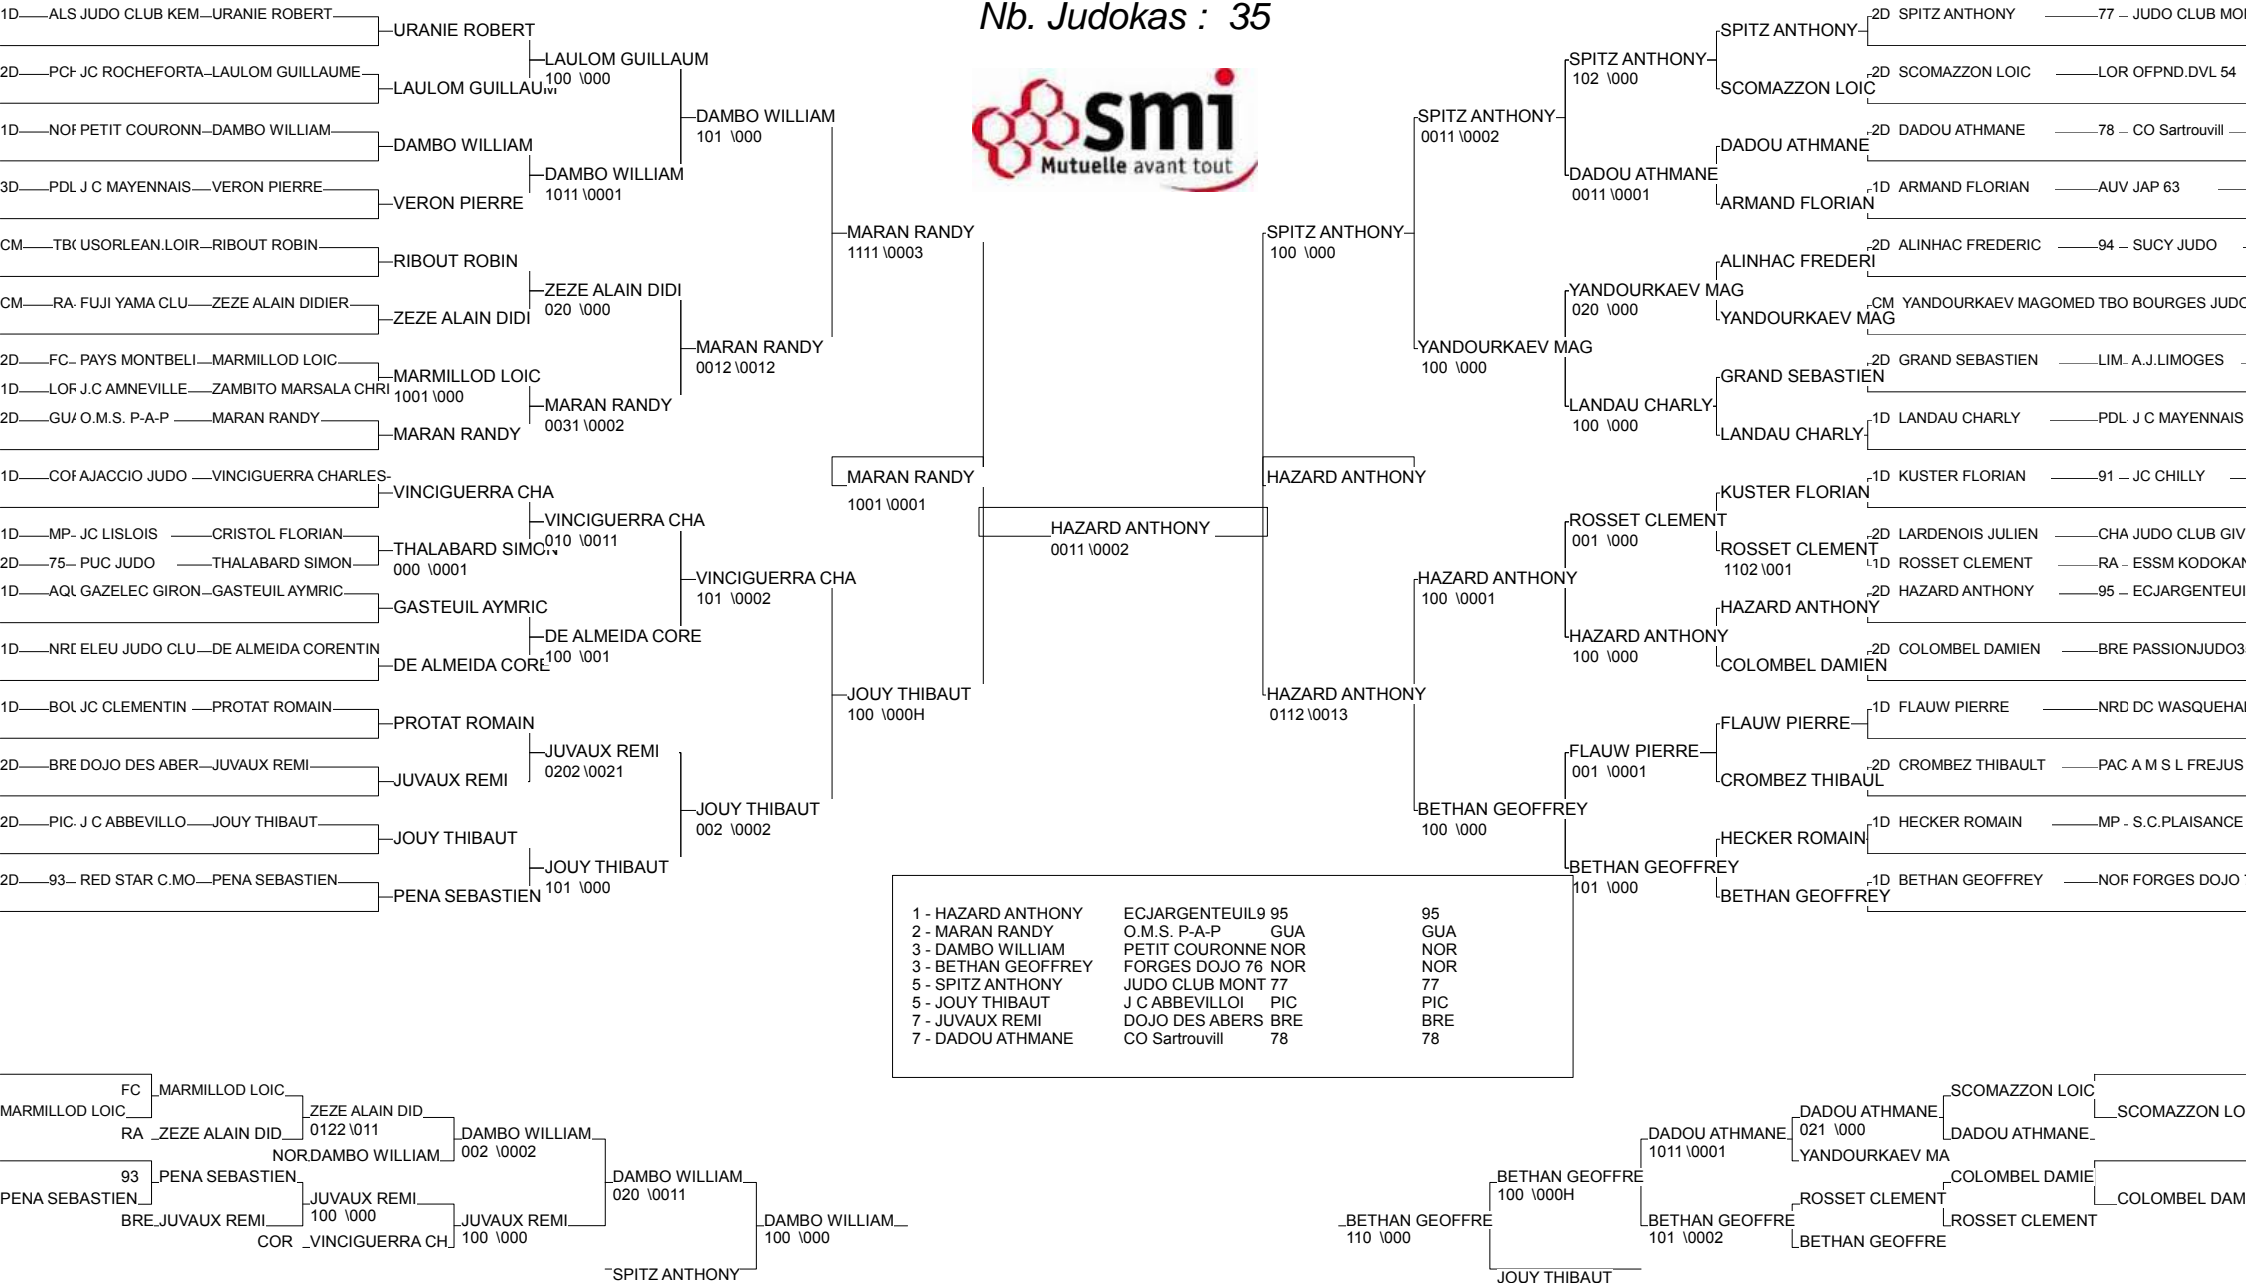 Nb. Judokas : 35
smi
Mutuelle avant tout
1D ALS JUDO CLUB KEM URANIE ROBERT
2D PCH JC ROCHEFORTA LAULOM GUILLAUME
1D NOR PETIT COURONN DAMBO WILLIAM
3D PDL J C MAYENNAIS VERON PIERRE
CM TBO USORLEAN.LOIR RIBOUT ROBIN
CM RA FUJI YAMA CLU ZEZE ALAIN DIDIER
2D FC PAYS MONTBELI MARMILLOD LOIC
1D LOR J.C AMNEVILLE ZAMBITO MARSALA CHRI
2D GUA O.M.S. P-A-P MARAN RANDY
1D COR AJACCIO JUDO VINCIGUERRA CHARLES-
1D MP- JC LISLOIS CRISTOL FLORIAN
2D 75 PUC JUDO THALABARD SIMON
1D AQU GAZELEC GIRON GASTEUIL AYMRIC
1D NRD ELEU JUDO CLU DE ALMEIDA CORENTIN
1D BOU JC CLEMENTIN PROTAT ROMAIN
2D BRE DOJO DES ABER JUVAUX REMI
2D PIC J C ABBEVILLO JOUY THIBAUT
2D 93 RED STAR C.MO PENA SEBASTIEN
URANIE ROBERT
LAULOM GUILLAUM
DAMBO WILLIAM
VERON PIERRE
RIBOUT ROBIN
ZEZE ALAIN DIDI
MARMILLOD LOIC
1001 \000
MARAN RANDY
VINCIGUERRA CHA
THALABARD SIMON
000 \0001
GASTEUIL AYMRIC
DE ALMEIDA CORE
PROTAT ROMAIN
JUVAUX REMI
JOUY THIBAUT
PENA SEBASTIEN
LAULOM GUILLAUM
100 \000
DAMBO WILLIAM
1011 \0001
ZEZE ALAIN DIDI
020 \000
MARAN RANDY
0031 \0002
VINCIGUERRA CHA
010 \0011
DE ALMEIDA CORE
100 \001
JUVAUX REMI
0202 \0021
JOUY THIBAUT
101 \000
DAMBO WILLIAM
101 \000
MARAN RANDY
0012 \0012
VINCIGUERRA CHA
101 \0002
JOUY THIBAUT
002 \0002
MARAN RANDY
1111 \0003
JOUY THIBAUT
100 \000H
MARAN RANDY
1001 \0001
HAZARD ANTHONY
0011 \0002
HAZARD ANTHONY
SPITZ ANTHONY
100 \000
HAZARD ANTHONY
0112 \0013
SPITZ ANTHONY
0011 \0002
YANDOURKAEV MAG
100 \000
HAZARD ANTHONY
100 \0001
BETHAN GEOFFREY
100 \000
SPITZ ANTHONY
102 \000
DADOU ATHMANE
0011 \0001
YANDOURKAEV MAG
020 \000
LANDAU CHARLY
100 \000
ROSSET CLEMENT
001 \000
HAZARD ANTHONY
100 \000
FLAUW PIERRE
001 \0001
BETHAN GEOFFREY
101 \000
SPITZ ANTHONY
SCOMAZZON LOIC
DADOU ATHMANE
ARMAND FLORIAN
ALINHAC FREDERI
YANDOURKAEV MAG
GRAND SEBASTIEN
LANDAU CHARLY
KUSTER FLORIAN
ROSSET CLEMENT
1102 \001
HAZARD ANTHONY
COLOMBEL DAMIEN
FLAUW PIERRE
CROMBEZ THIBAUL
HECKER ROMAIN
BETHAN GEOFFREY
2D SPITZ ANTHONY 77 JUDO CLUB MO
2D SCOMAZZON LOIC LOR OFPND.DVL 54
2D DADOU ATHMANE 78 CO Sartrouvill
1D ARMAND FLORIAN AUV JAP 63
2D ALINHAC FREDERIC 94 SUCY JUDO
CM YANDOURKAEV MAGOMED TBO BOURGES JUDO
2D GRAND SEBASTIEN LIM A.J.LIMOGES
1D LANDAU CHARLY PDL J C MAYENNAIS
1D KUSTER FLORIAN 91 JC CHILLY
2D LARDENOIS JULIEN CHA JUDO CLUB GIV
1D ROSSET CLEMENT RA ESSM KODOKAN
2D HAZARD ANTHONY 95 ECJARGENTEUI
2D COLOMBEL DAMIEN BRE PASSIONJUDO3
1D FLAUW PIERRE NRD DC WASQUEHA
2D CROMBEZ THIBAULT PAC A M S L FREJUS
1D HECKER ROMAIN MP S.C.PLAISANCE
1D BETHAN GEOFFREY NOR FORGES DOJO
1 - HAZARD ANTHONY ECJARGENTEUIL9 95 95
2 - MARAN RANDY O.M.S. P-A-P GUA GUA
3 - DAMBO WILLIAM PETIT COURONNE NOR NOR
3 - BETHAN GEOFFREY FORGES DOJO 76 NOR NOR
5 - SPITZ ANTHONY JUDO CLUB MONT 77 77
5 - JOUY THIBAUT J C ABBEVILLOI PIC PIC
7 - JUVAUX REMI DOJO DES ABERS BRE BRE
7 - DADOU ATHMANE CO Sartrouvill 78 78
MARMILLOD LOIC
PENA SEBASTIEN
FC MARMILLOD LOIC
RA ZEZE ALAIN DID
93 PENA SEBASTIEN
BRE JUVAUX REMI
ZEZE ALAIN DID
0122 \011
NOR DAMBO WILLIAM
JUVAUX REMI
100 \000
COR VINCIGUERRA CH
DAMBO WILLIAM
002 \0002
JUVAUX REMI
100 \000
DAMBO WILLIAM
020 \0011
SPITZ ANTHONY
DAMBO WILLIAM
100 \000
BETHAN GEOFFRE
110 \000
BETHAN GEOFFRE
100 \000H
JOUY THIBAUT
DADOU ATHMANE
1011 \0001
BETHAN GEOFFRE
101 \0002
DADOU ATHMANE
021 \000
YANDOURKAEV MA
ROSSET CLEMENT
BETHAN GEOFFRE
SCOMAZZON LOIC
DADOU ATHMANE
COLOMBEL DAMIE
ROSSET CLEMENT
SCOMAZZON LO
COLOMBEL DAM